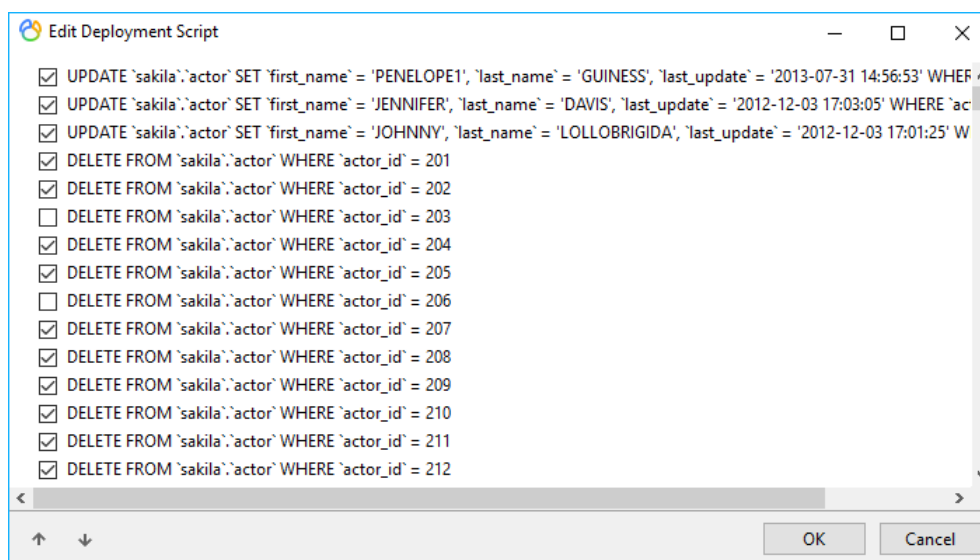 Edit Deployment Script
UPDATE `sakila`.`actor` SET `first_name` = 'PENELOPE1', `last_name` = 'GUINESS', `last_update` = '2013-07-31 14:56:53' WHER
UPDATE `sakila`.`actor` SET `first_name` = 'JENNIFER', `last_name` = 'DAVIS', `last_update` = '2012-12-03 17:03:05' WHERE `ac
UPDATE `sakila`.`actor` SET `first_name` = 'JOHNNY', `last_name` = 'LOLLOBRIGIDA', `last_update` = '2012-12-03 17:01:25' W
DELETE FROM `sakila`.`actor` WHERE `actor_id` = 201
DELETE FROM `sakila`.`actor` WHERE `actor_id` = 202
DELETE FROM `sakila`.`actor` WHERE `actor_id` = 203
DELETE FROM `sakila`.`actor` WHERE `actor_id` = 204
DELETE FROM `sakila`.`actor` WHERE `actor_id` = 205
DELETE FROM `sakila`.`actor` WHERE `actor_id` = 206
DELETE FROM `sakila`.`actor` WHERE `actor_id` = 207
DELETE FROM `sakila`.`actor` WHERE `actor_id` = 208
DELETE FROM `sakila`.`actor` WHERE `actor_id` = 209
DELETE FROM `sakila`.`actor` WHERE `actor_id` = 210
DELETE FROM `sakila`.`actor` WHERE `actor_id` = 211
DELETE FROM `sakila`.`actor` WHERE `actor_id` = 212
OK Cancel